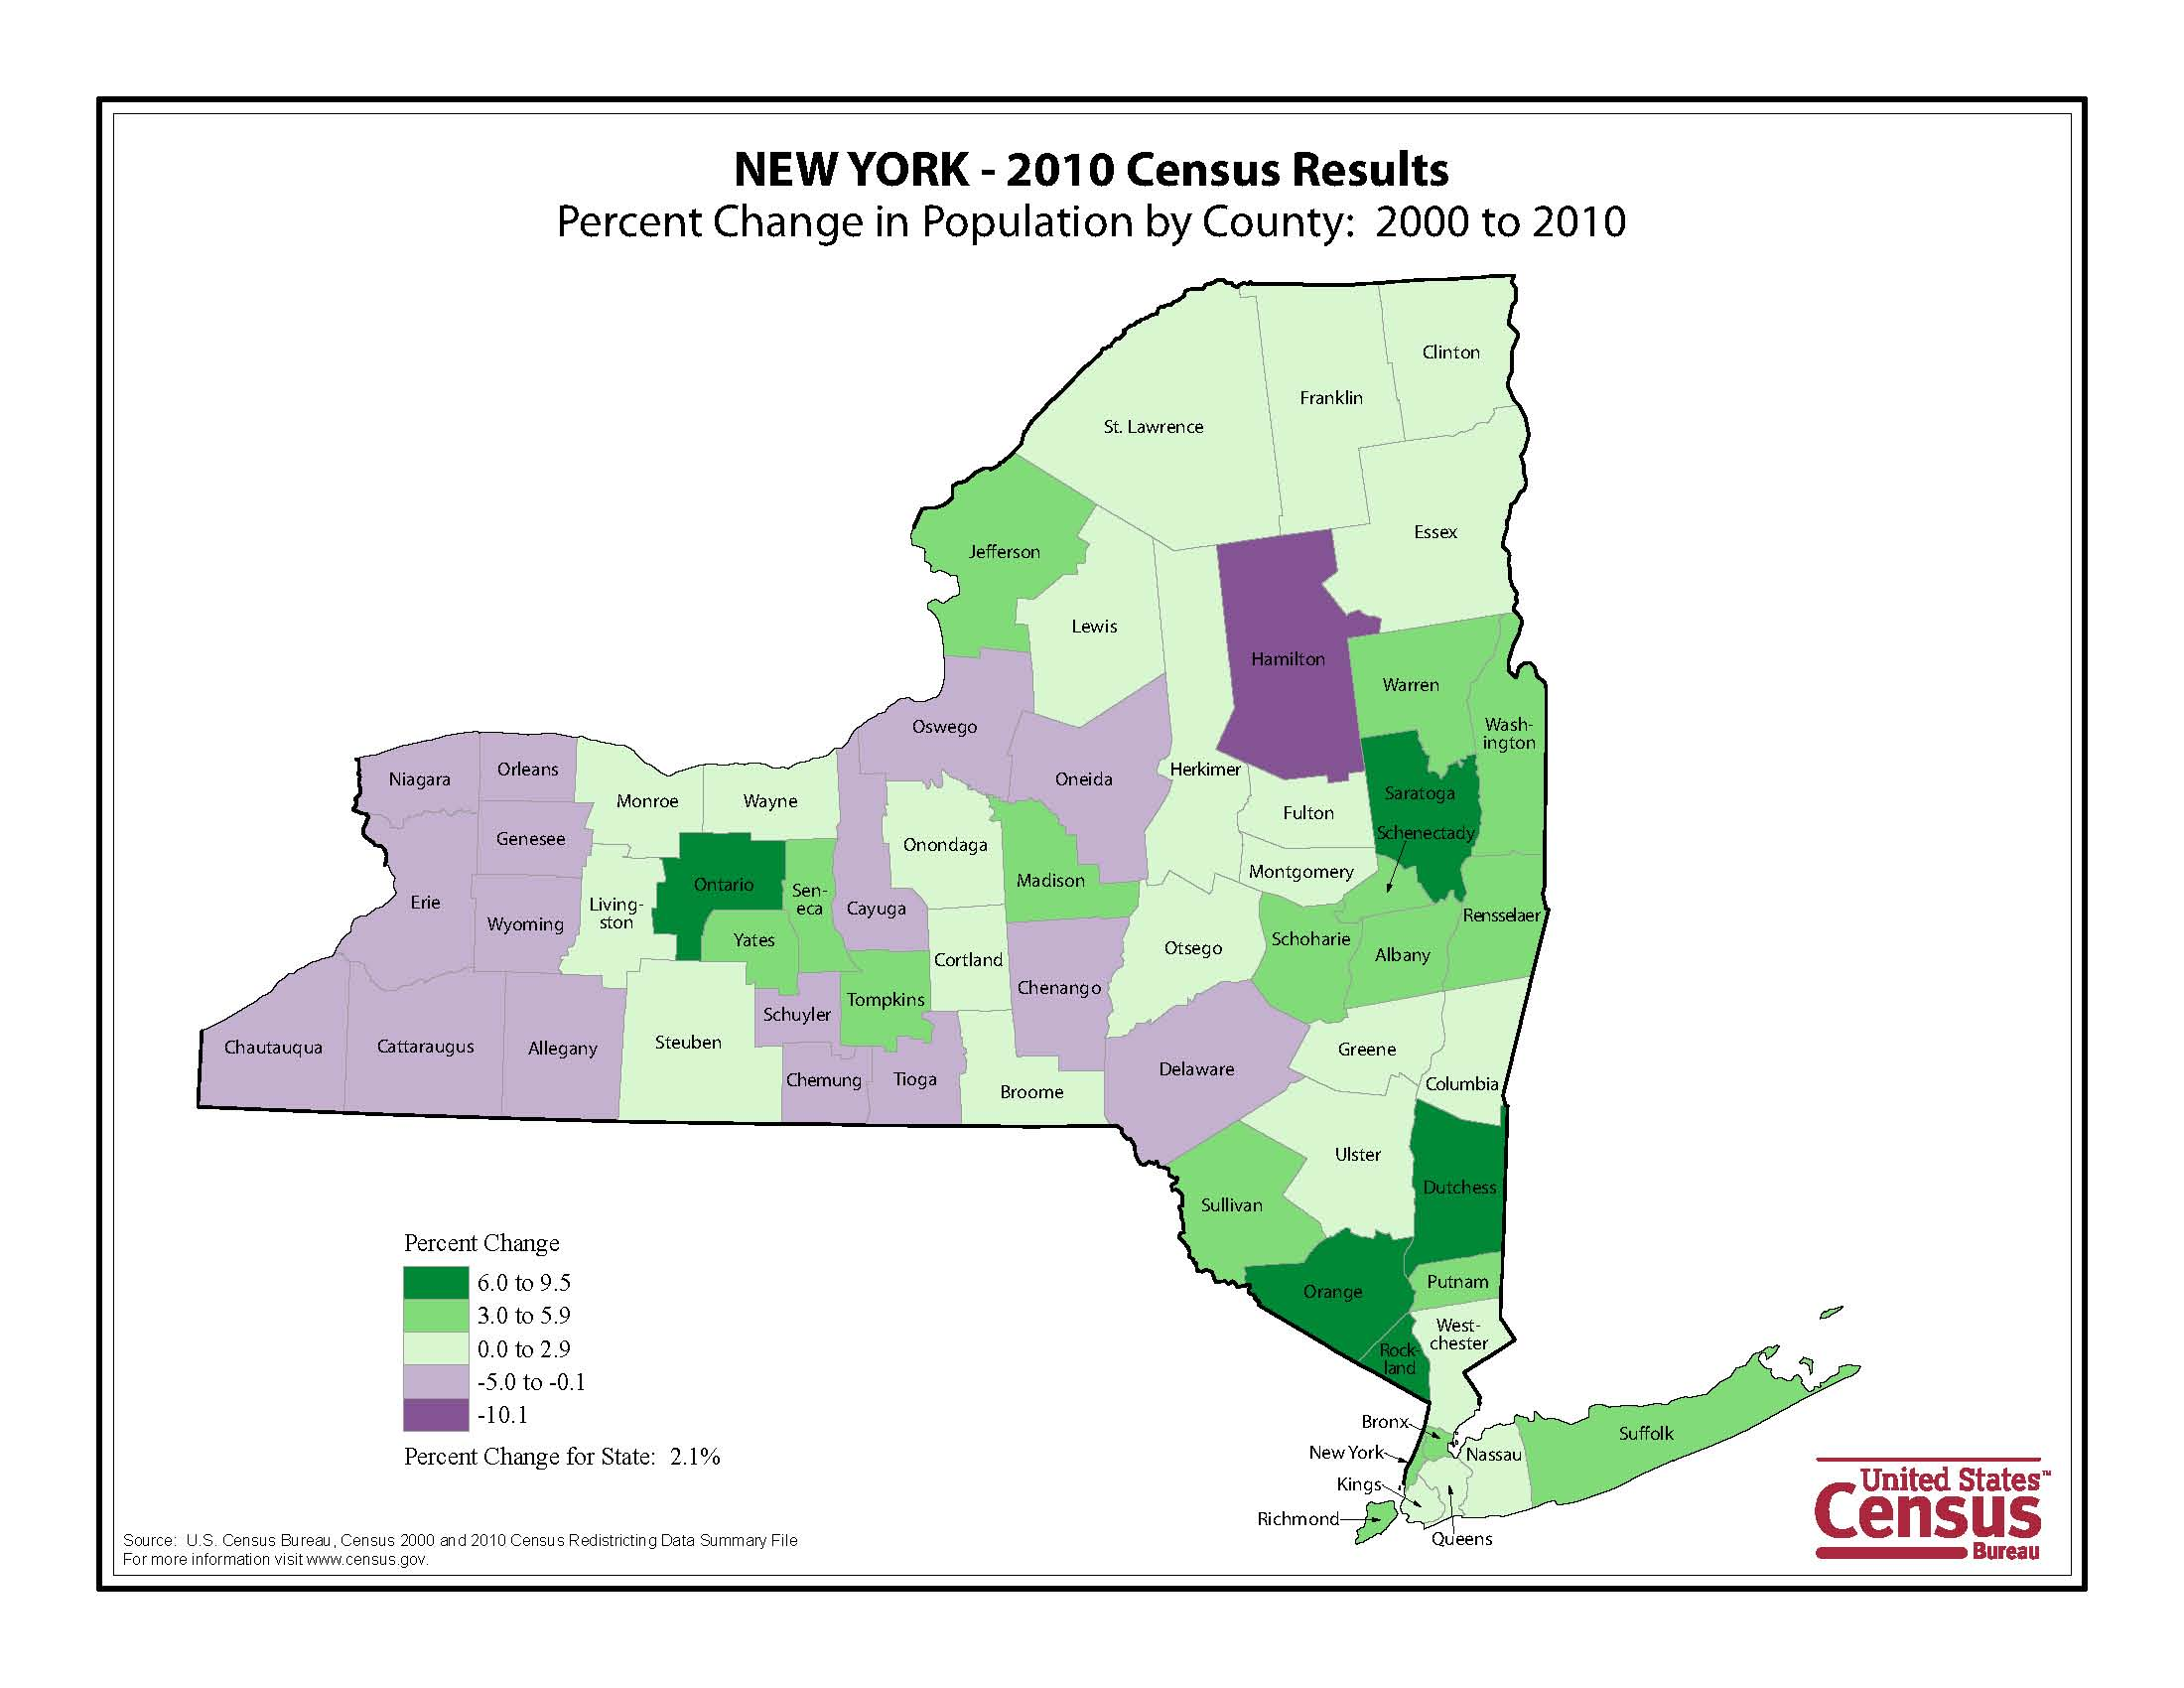 NEW YORK - 2010 Census Results
Percent Change in Population by County: 2000 to 2010
Clinton
Franklin
St. Lawrence
Essex
Jefferson
Lewis
Hamilton
Warren
Wash-
ington
Oswego
Oneida
Herkimer
Niagara
Orleans
Monroe
Wayne
Saratoga
Fulton
Schenectady
Genesee
Onondaga
Montgomery
Madison
Ontario
Sen-
eca
Cayuga
Erie
Wyoming
Living-
ston
Yates
Rensselaer
Schoharie
Otsego
Albany
Cortland
Chenango
Tompkins
Schuyler
Steuben
Chautauqua
Cattaraugus
Allegany
Greene
Delaware
Chemung
Tioga
Columbia
Broome
Ulster
Dutchess
Sullivan
Putnam
Orange
West-
chester
Rock-
land
Bronx
Suffolk
New York
Nassau
Kings
Richmond
Queens
Percent Change
6.0 to 9.5
3.0 to 5.9
0.0 to 2.9
-5.0 to -0.1
-10.1
Percent Change for State: 2.1%
Source: U.S. Census Bureau, Census 2000 and 2010 Census Redistricting Data Summary File
For more information visit www.census.gov.
United States™
Census
Bureau